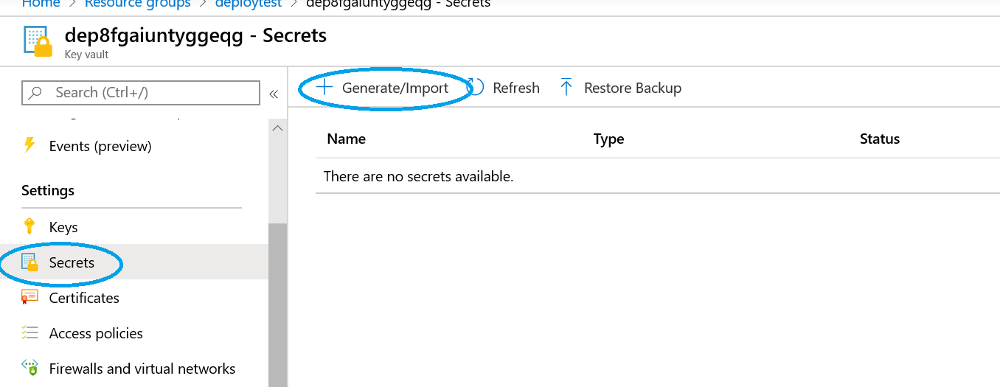 Home > Resource groups > deploytest > dep8fgaiuntyggeqg - Secrets
dep8fgaiuntyggeqg - Secrets
Key vault
Search (Ctrl+/)
«
Generate/Import
Refresh
Restore Backup
Events (preview)
Settings
Keys
Secrets
Certificates
Access policies
Firewalls and virtual networks
Name Type Status
There are no secrets available.